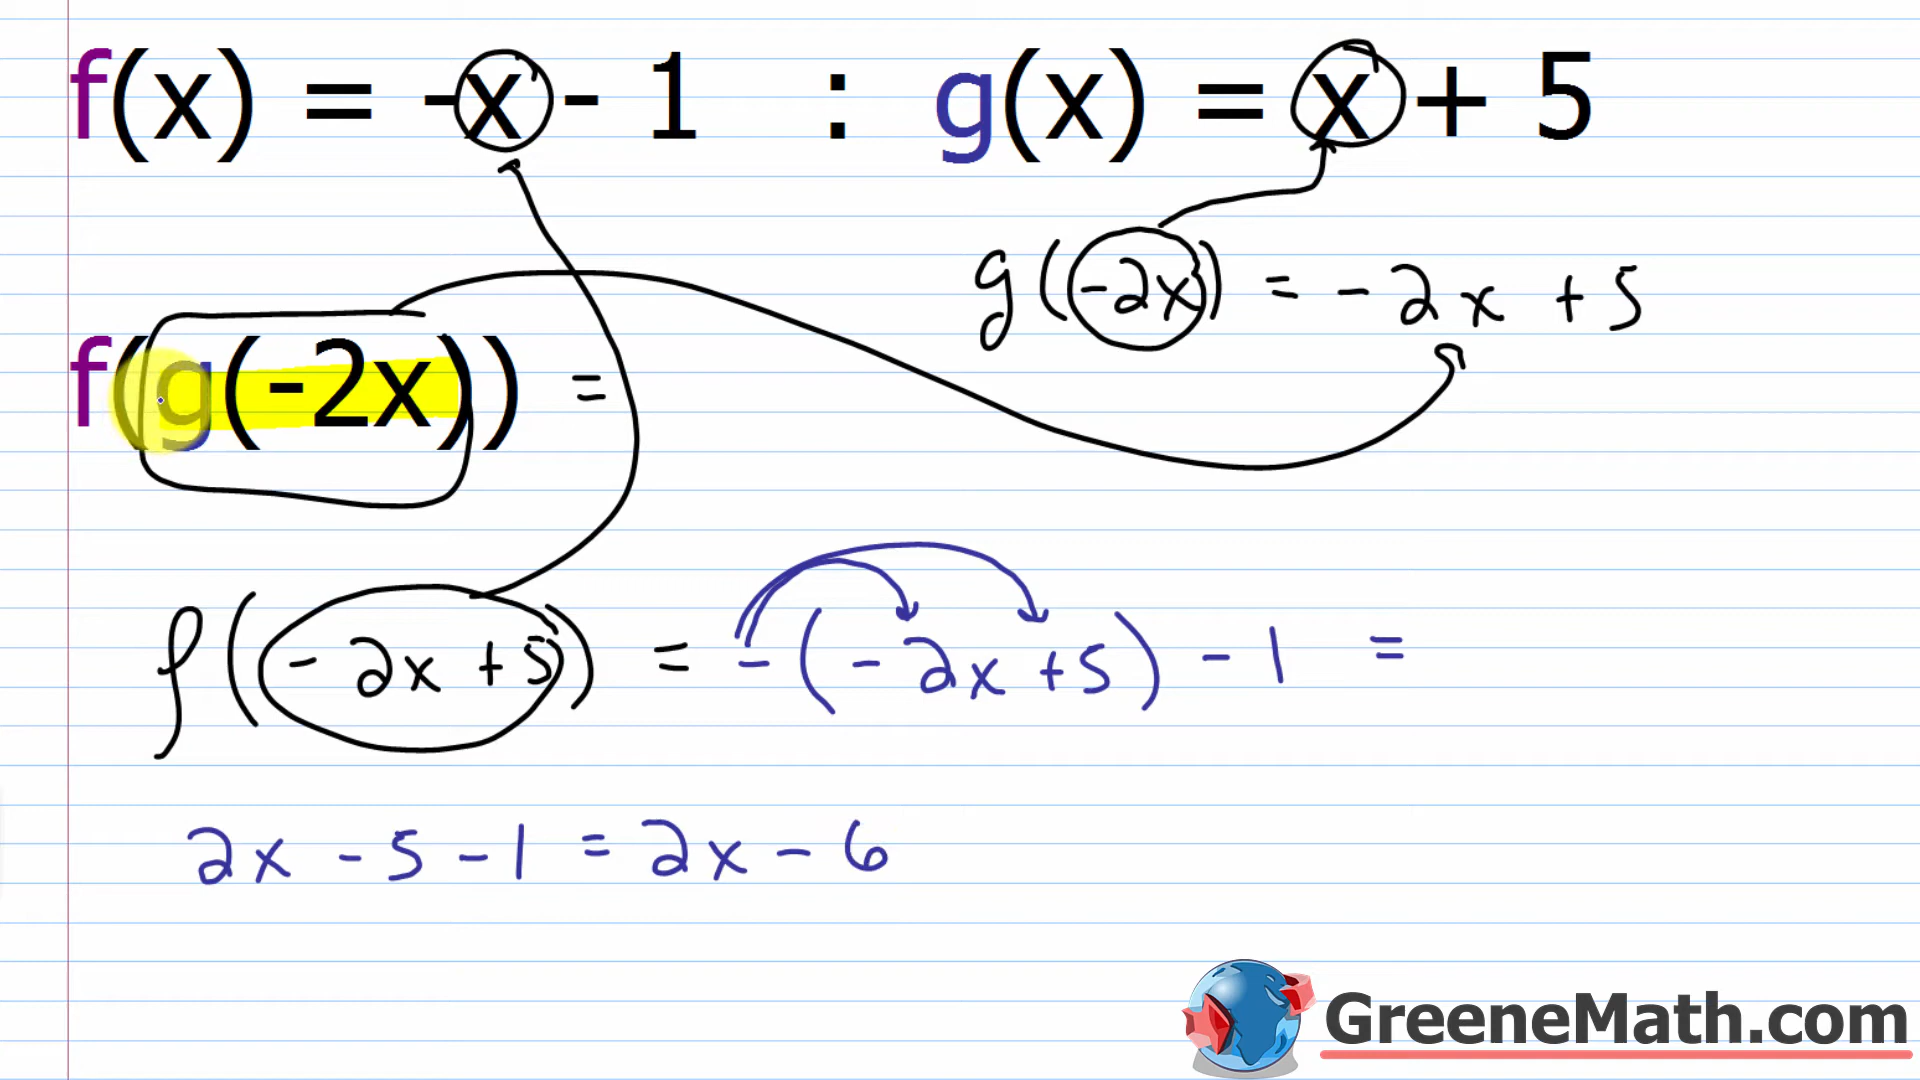 f(x) = -x - 1 : g(x) = x + 5
g(-2x) = -2x + 5
f(g(-2x)) =
f(-2x + 5) = -(-2x + 5) - 1 =
2x - 5 - 1 = 2x - 6
GreeneMath.com